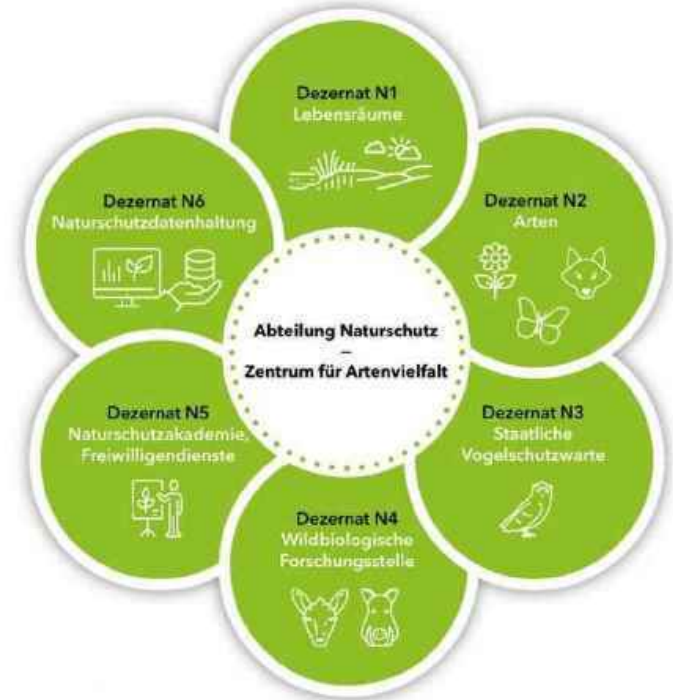 Dezernat N1
Lebensräume
Dezernat N2
Arten
Dezernat N3
Staatliche
Vogelschutzwarte
Dezernat N4
Wildbiologische
Forschungsstelle
Dezernat N5
Naturschutzakademie,
Freiwilligendienste
Dezernat N6
Naturschutzdatenhaltung
Abteilung Naturschutz
–
Zentrum für Artenvielfalt